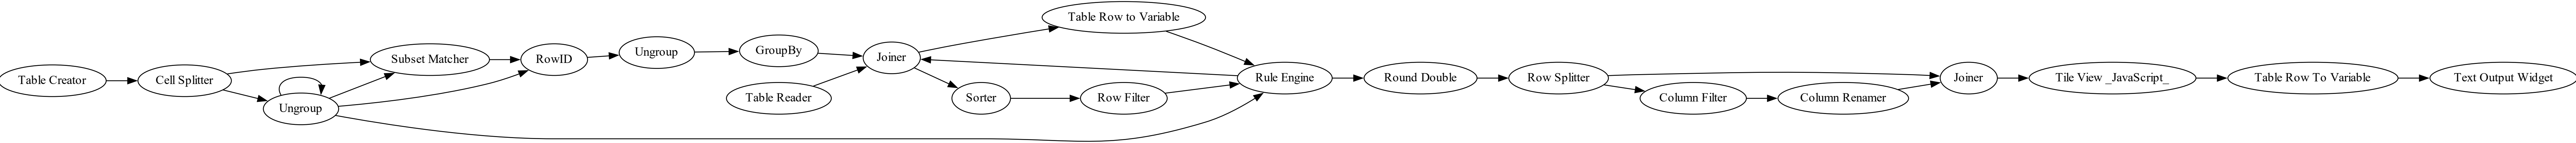 Table Creator
Cell Splitter
Ungroup
Subset Matcher
RowID
Ungroup
GroupBy
Table Reader
Joiner
Table Row to Variable
Sorter
Row Filter
Rule Engine
Round Double
Row Splitter
Column Filter
Column Renamer
Joiner
Tile View _JavaScript_
Table Row To Variable
Text Output Widget